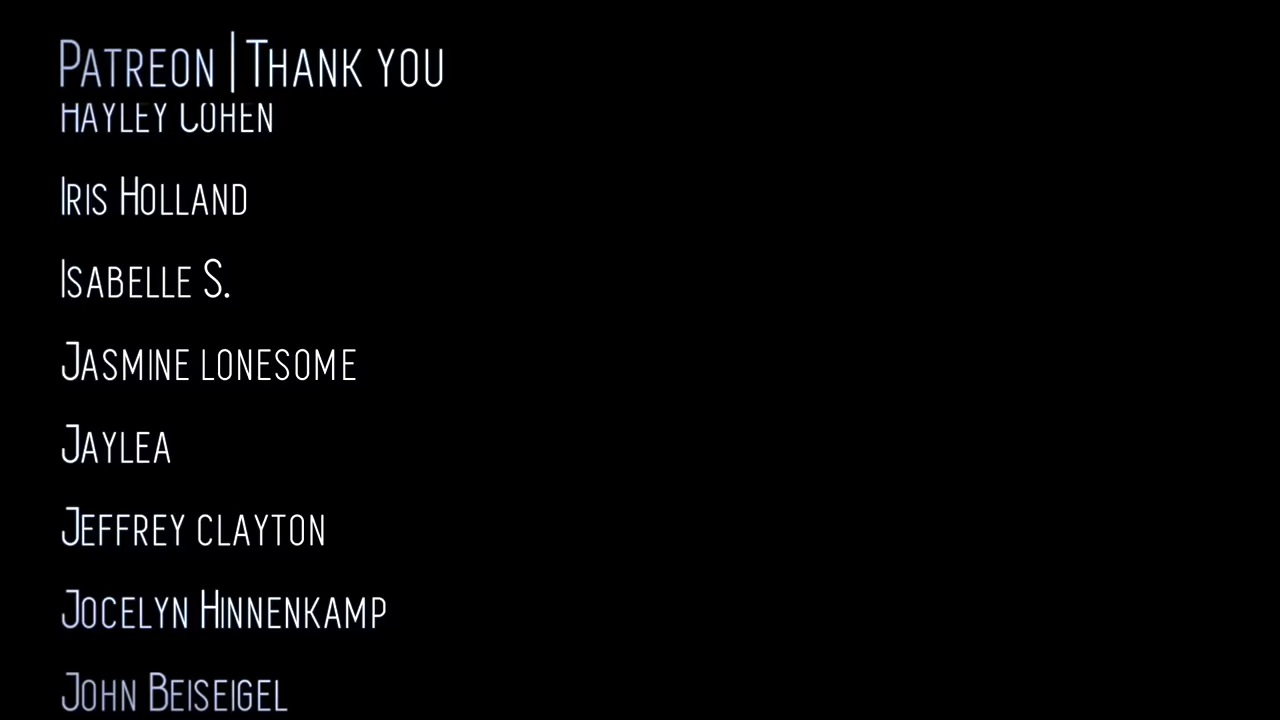 Patreon | Thank you
Hayley Cohen
Iris Holland
Isabelle S.
Jasmine lonesome
Jaylea
Jeffrey clayton
Jocelyn Hinnenkamp
John Beiseigel